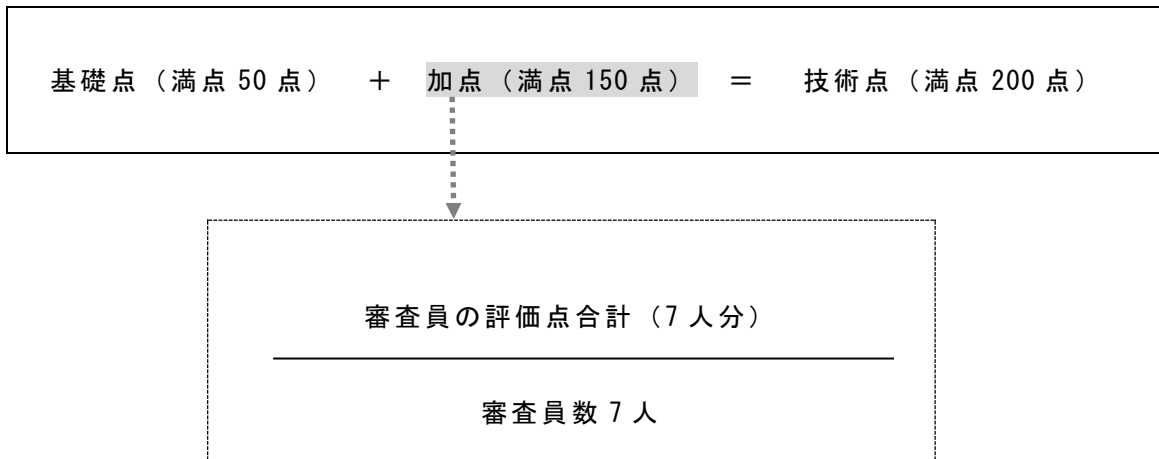 基礎点（満点 50 点） ＋ 加点（満点 150 点） ＝ 技術点（満点 200 点）
審査員の評価点合計（7 人分）
審査員数 7 人